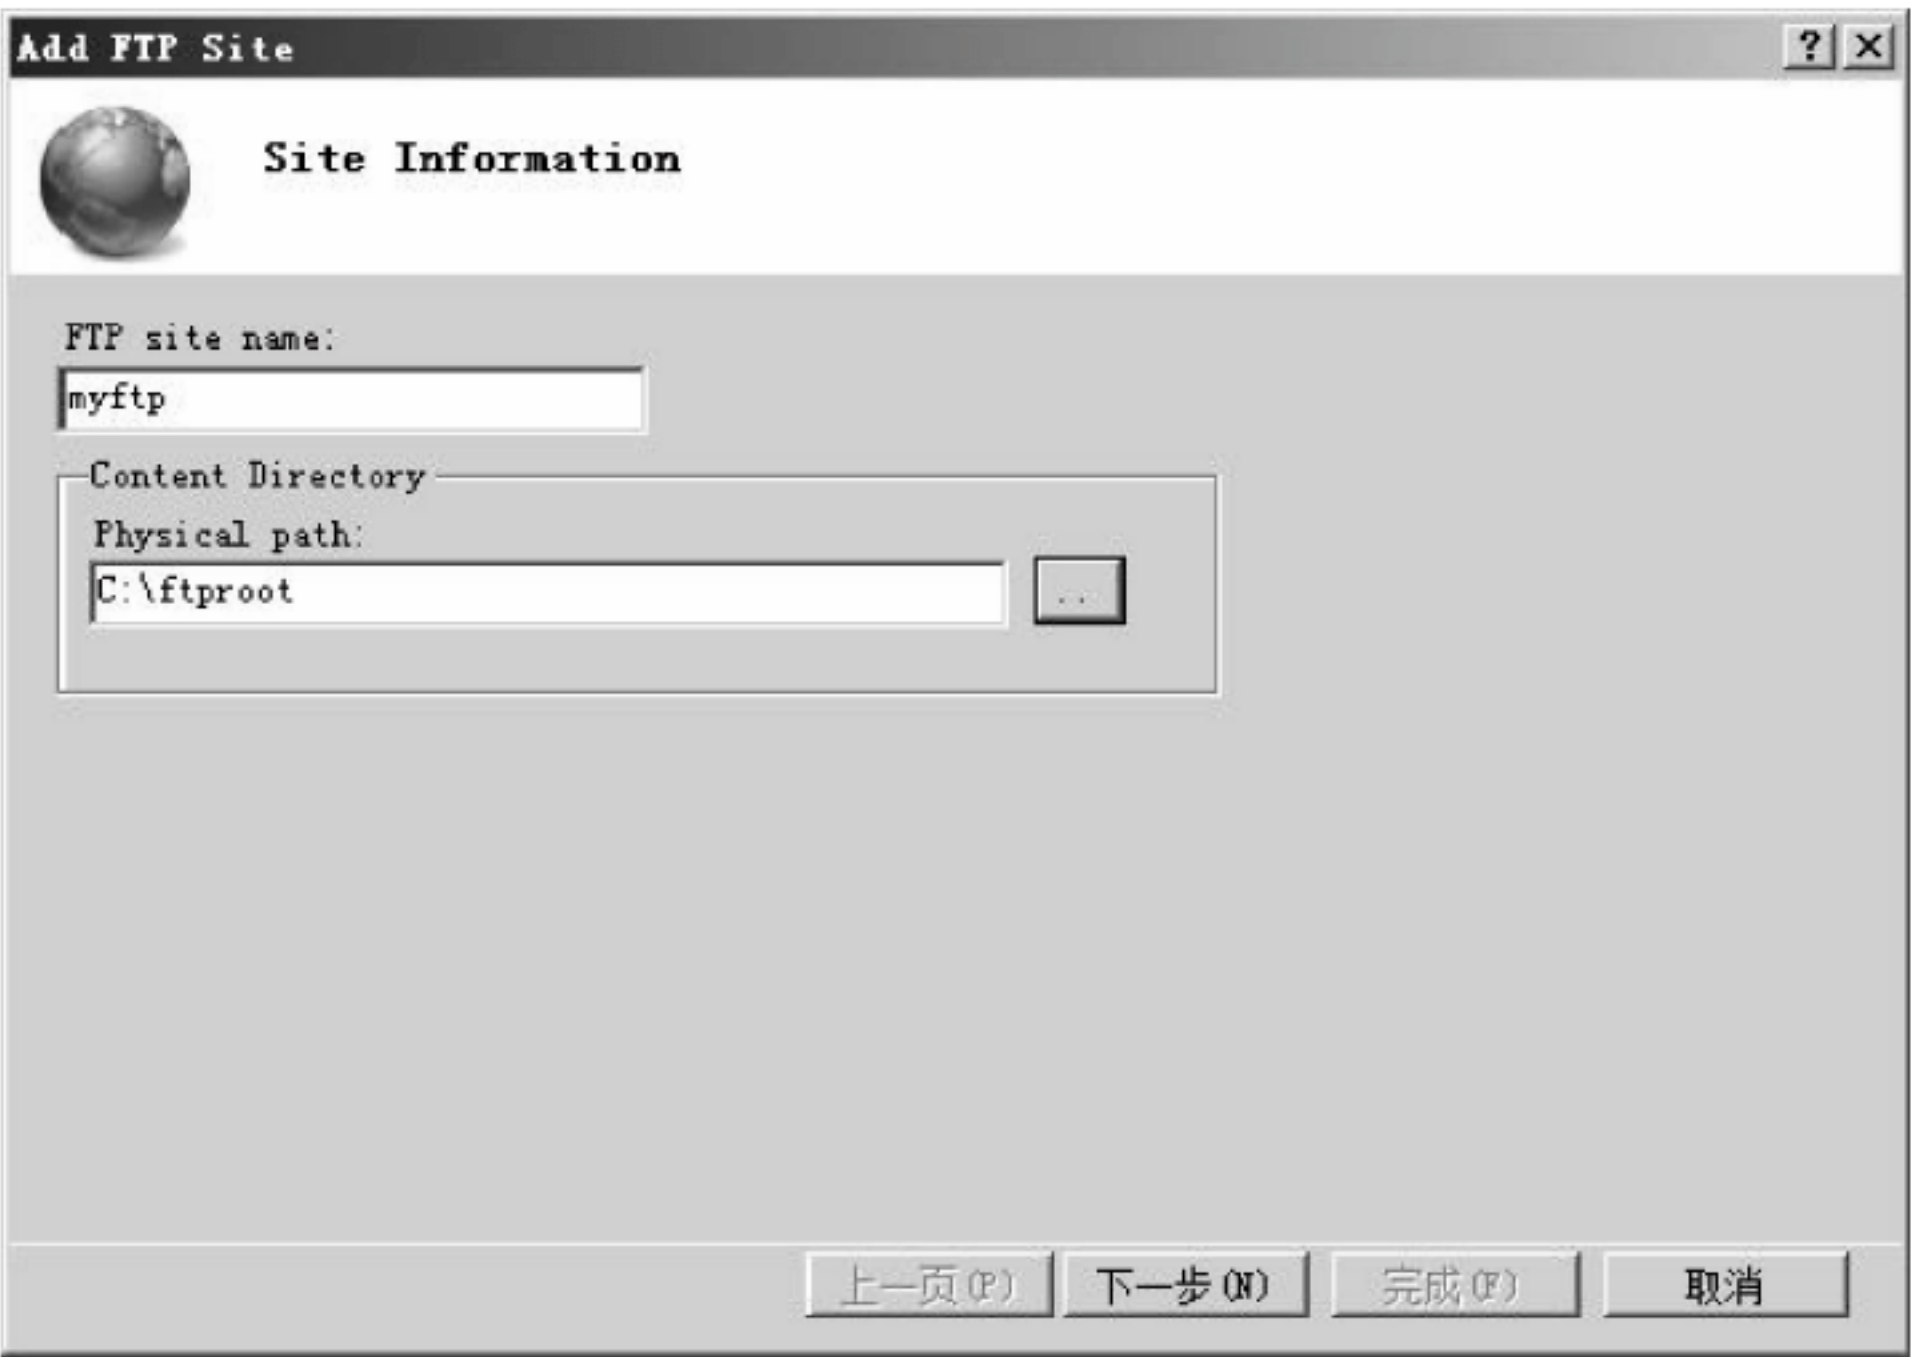 Add FTP Site
Site Information
FTP site name:
myftp
Content Directory
Physical path:
C:\ftproot
..
上一页(P) 下一步(N) 完成(F) 取消